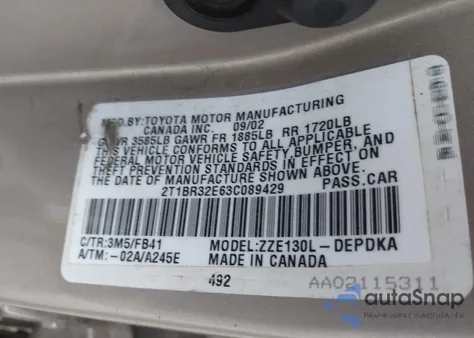 MFD.BY:TOYOTA MOTOR MANUFACTURING
CANADA INC. 09/02
GVWR 3585LB GAWR FR 1885LB RR 1720LB
THIS VEHICLE CONFORMS TO ALL APPLICABLE
FEDERAL MOTOR VEHICLE SAFETY, BUMPER, AND
THEFT PREVENTION STANDARDS IN EFFECT ON
THE DATE OF MANUFACTURE SHOWN ABOVE.
2T1BR32E63C089429 PASS.CAR
C/TR:3M5/FB41 MODEL:ZZE130L-DEPDKA
A/TM:-02A/A245E MADE IN CANADA
492 AA02115311
autoSnap